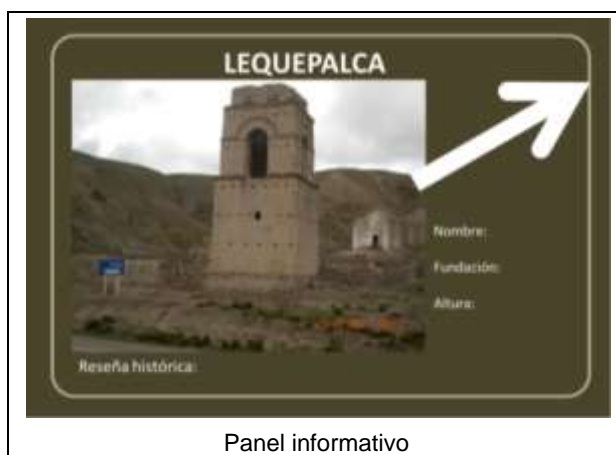 LEQUEPALCA
Nombre:
Fundación:
Altura:
Reseña histórica:
Panel informativo